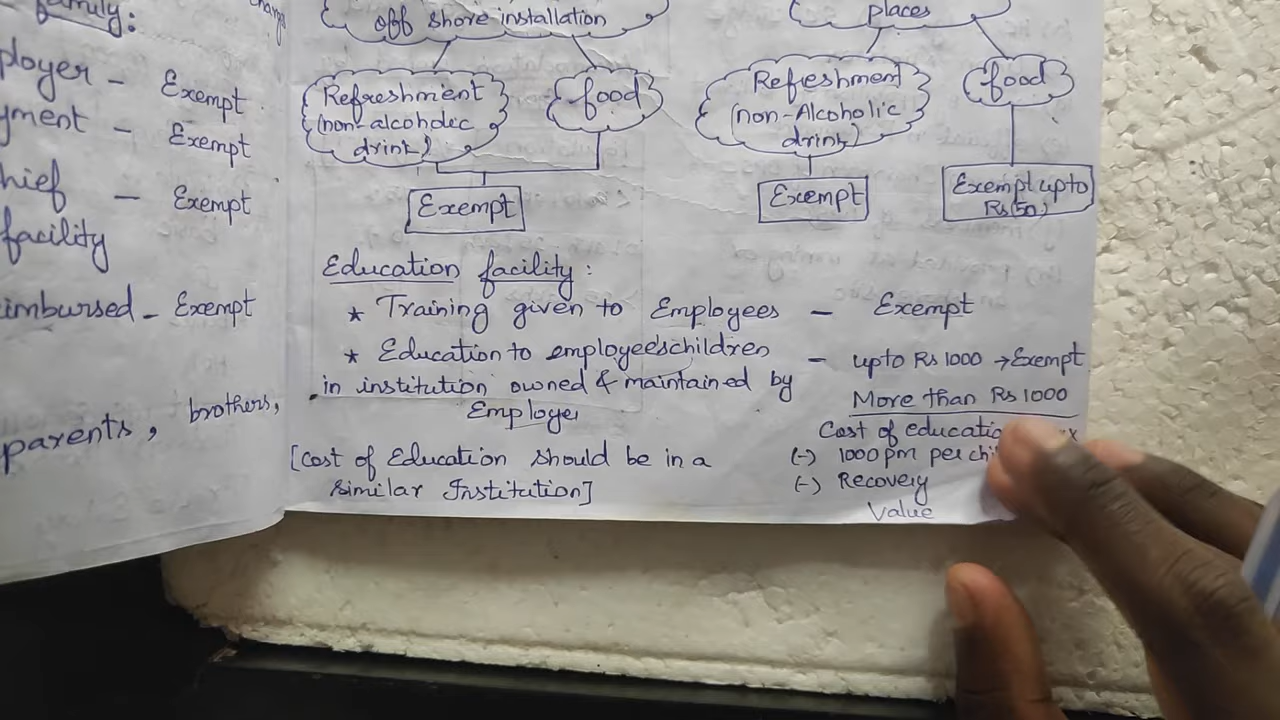 family:
ployer - Exempt
yment - Exempt
hief - Exempt
facility
imbursed - Exempt
parents, brothers,
off shore installation
Refreshment
(non-alcoholic
drink)
food
Exempt
places
Refeshment
(non-Alcoholic
drink)
food
Exempt
Exempt upto
Rs(50)
Education facility:
* Training given to Employees - Exempt
* Education to employees children - upto Rs 1000 → Exempt
in institution owned & maintained by
Employer
More than Rs 1000
[Cost of Education should be in a
similar Institution]
Cost of educatio
(-) 1000 pm per chi
(-) Recovery
Value